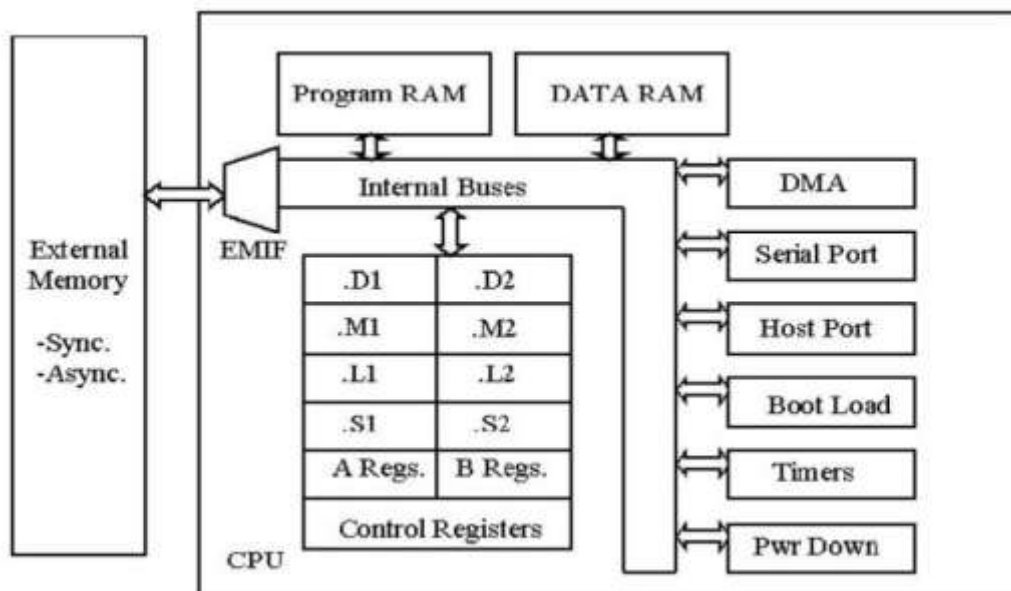 Program RAM
DATA RAM
Internal Buses
DMA
External
Memory
-Sync.
-Async.
EMIF
Serial Port
.D1
.D2
.M1
.M2
Host Port
.L1
.L2
Boot Load
.S1
.S2
A Regs.
B Regs.
Timers
Control Registers
CPU
Pwr Down